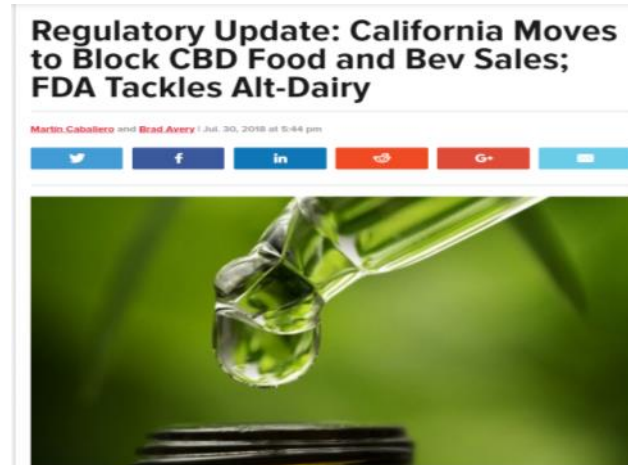 Regulatory Update: California Moves
to Block CBD Food and Bev Sales;
FDA Tackles Alt-Dairy
Martín Caballero and Brad Avery | Jul. 30, 2018 at 5:44 pm
f
in
G+